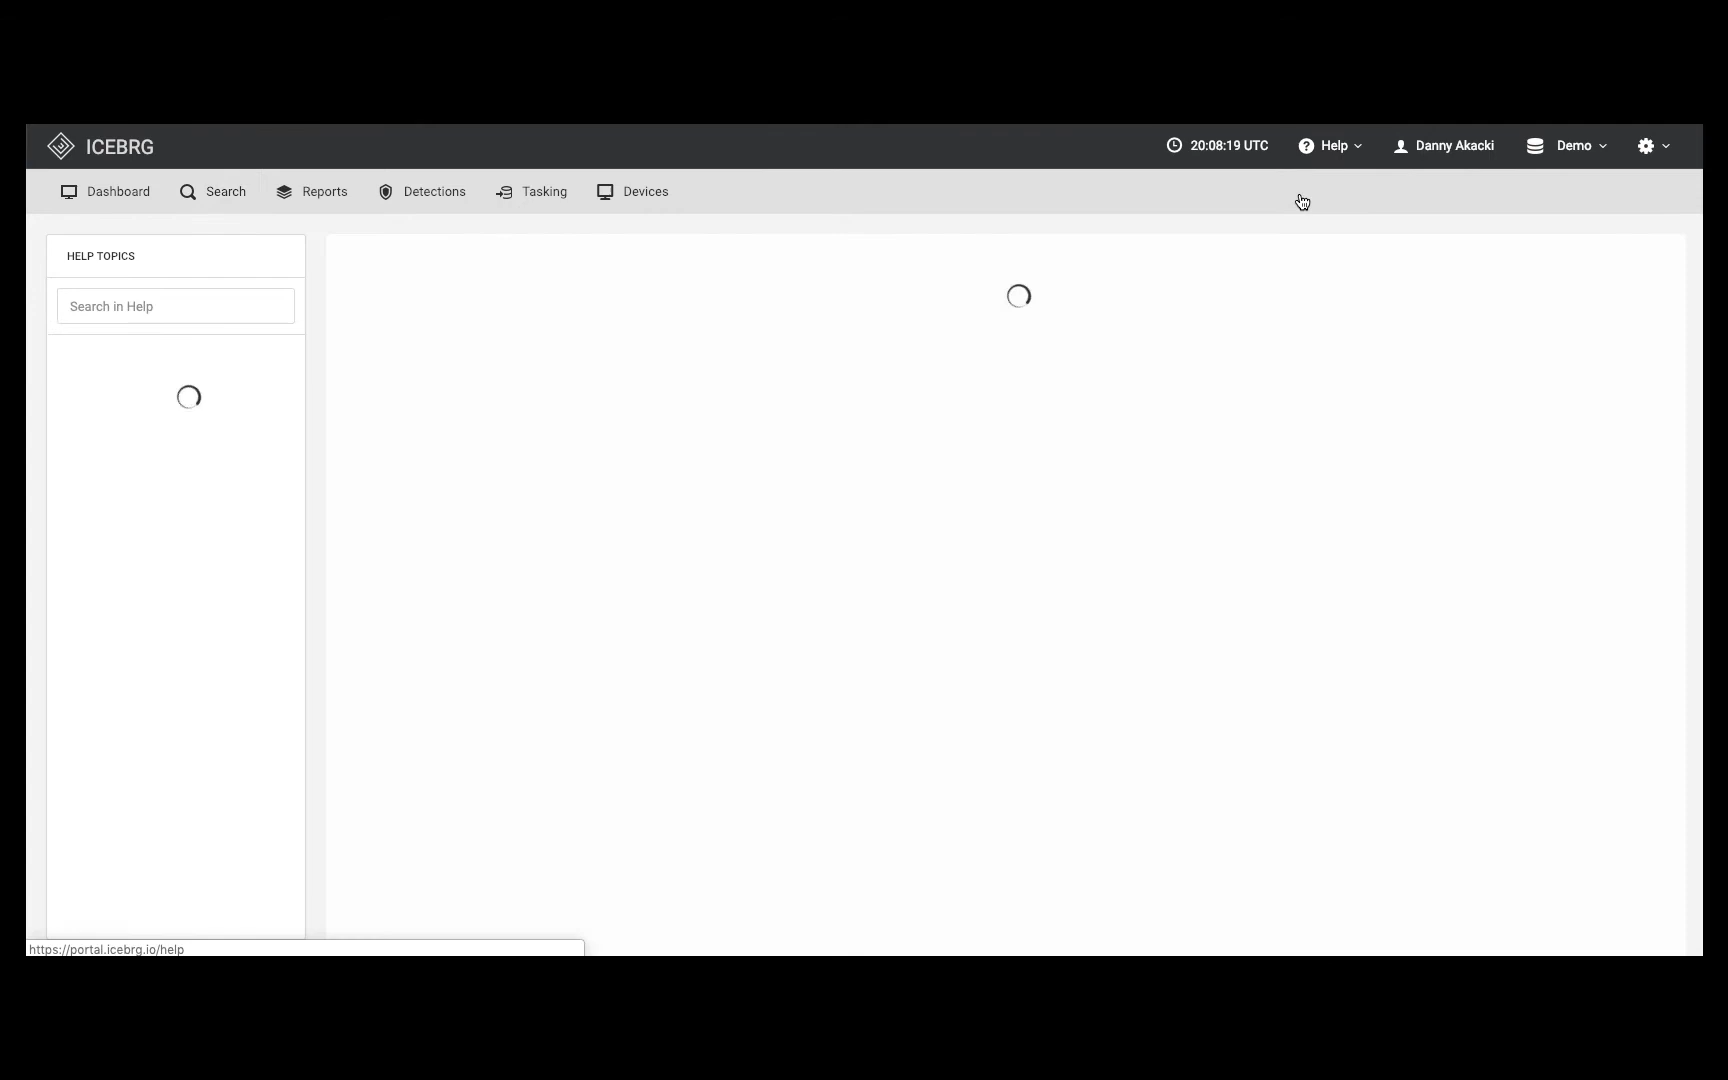 ICEBRG
20:08:19 UTC
Help
Danny Akacki
Demo
Dashboard
Search
Reports
Detections
Tasking
Devices
HELP TOPICS
Search in Help
https://portal.icebrg.io/help